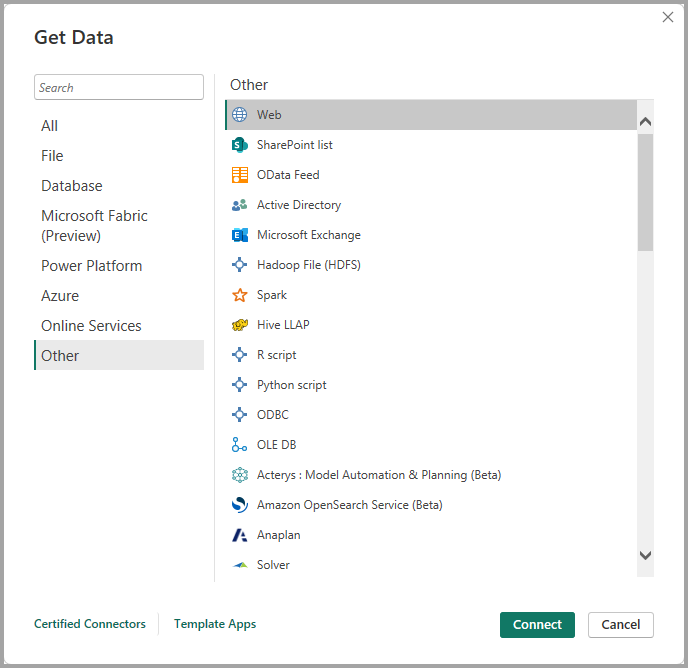 Get Data
Search
All
File
Database
Microsoft Fabric
(Preview)
Power Platform
Azure
Online Services
Other
Other
Web
SharePoint list
OData Feed
Active Directory
Microsoft Exchange
Hadoop File (HDFS)
Spark
Hive LLAP
R script
Python script
ODBC
OLE DB
Acterys : Model Automation & Planning (Beta)
Amazon OpenSearch Service (Beta)
Anaplan
Solver
Certified Connectors
Template Apps
Connect
Cancel